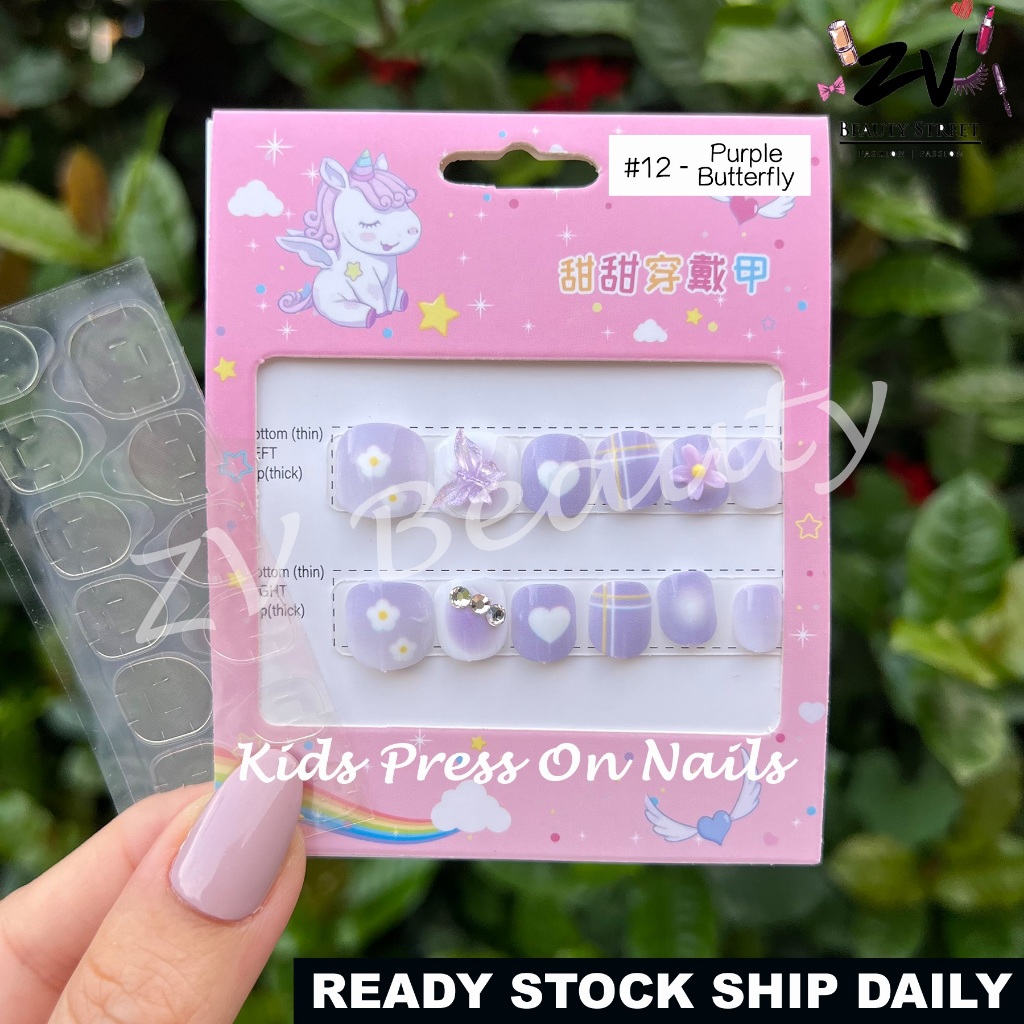 ZV
BEAUTY STREET
FASHION | PASSION
#12 - Purple
Butterfly
甜甜穿戴甲
ottom (thin)
EFT
p(thick)
ZV Beauty
ottom (thin)
GHT
p(thick)
Kids Press On Nails
READY STOCK SHIP DAILY